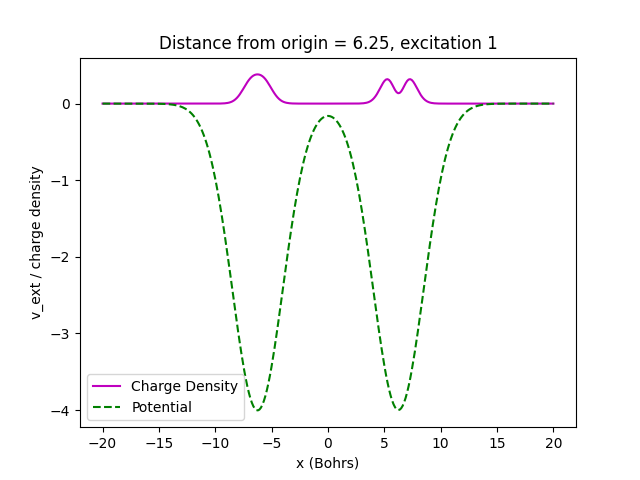 Distance from origin = 6.25, excitation 1
v_ext / charge density
0
−1
−2
−3
−4
Charge Density
Potential
−20 −15 −10 −5 0 5 10 15 20
x (Bohrs)